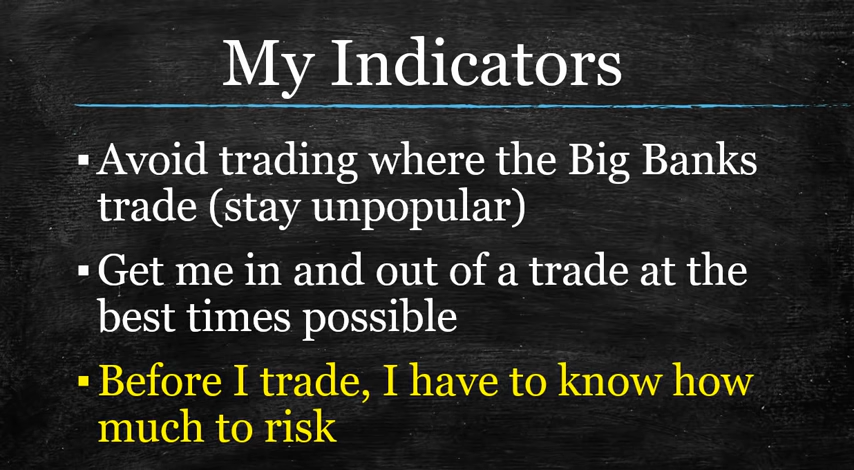 My Indicators
▪Avoid trading where the Big Banks
trade (stay unpopular)
▪Get me in and out of a trade at the
best times possible
▪Before I trade, I have to know how
much to risk